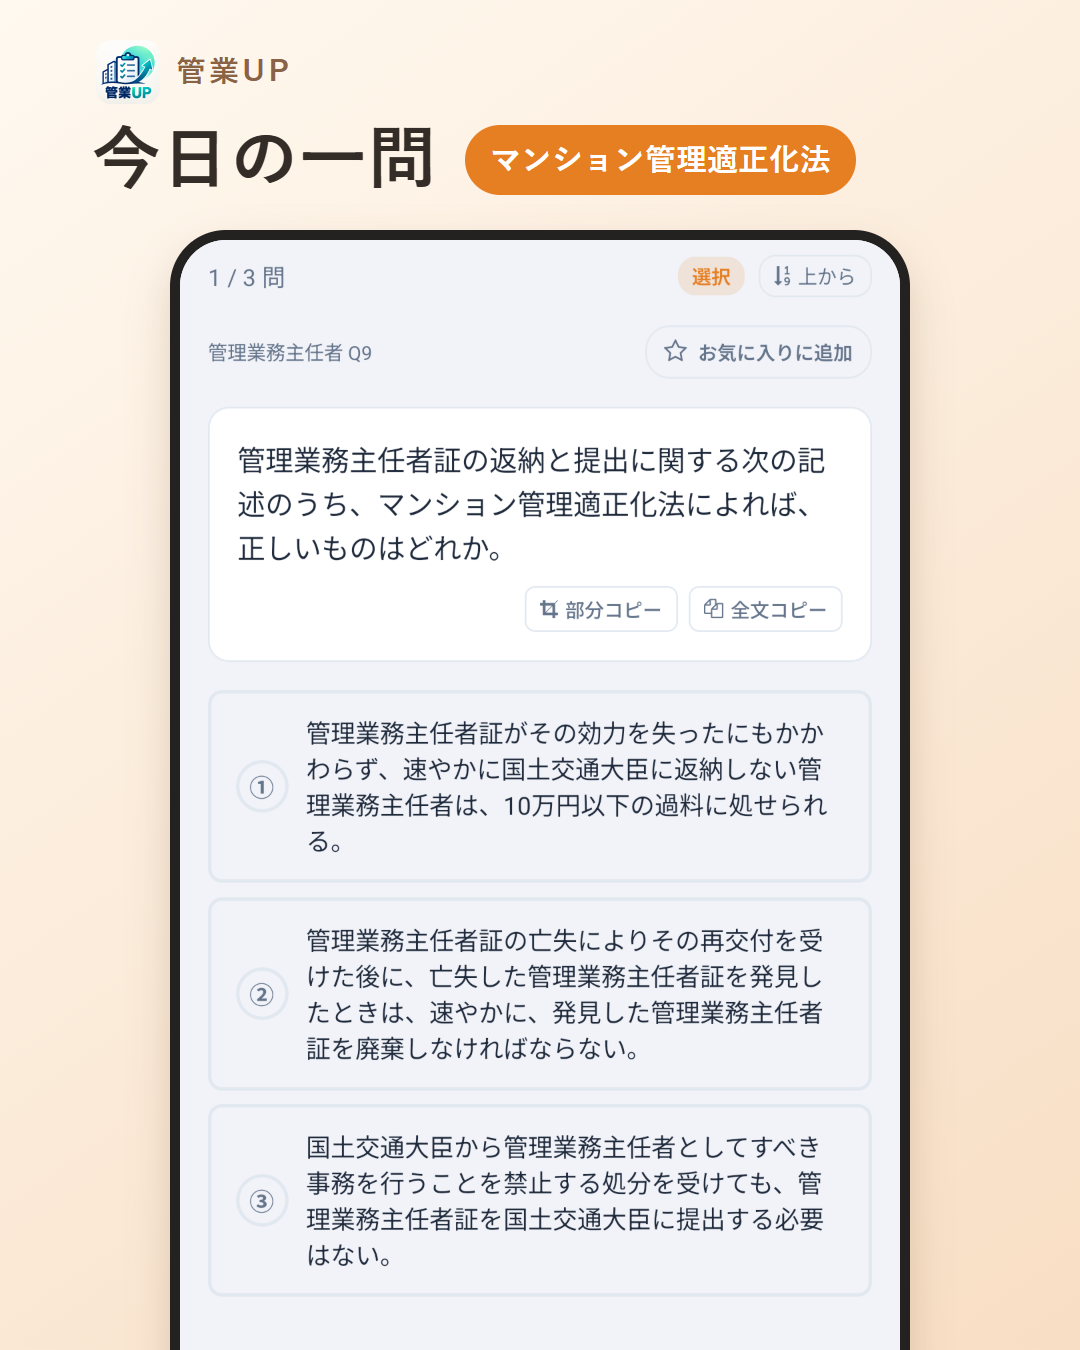 管業UP
管業UP
今日の一問
マンション管理適正化法
1 / 3 問
選択
上から
管理業務主任者 Q9
お気に入りに追加
管理業務主任者証の返納と提出に関する次の記
述のうち、マンション管理適正化法によれば、
正しいものはどれか。
部分コピー
全文コピー
①
管理業務主任者証がその効力を失ったにもかか
わらず、速やかに国土交通大臣に返納しない管
理業務主任者は、10万円以下の過料に処せられ
る。
②
管理業務主任者証の亡失によりその再交付を受
けた後に、亡失した管理業務主任者証を発見し
たときは、速やかに、発見した管理業務主任者
証を廃棄しなければならない。
③
国土交通大臣から管理業務主任者としてすべき
事務を行うことを禁止する処分を受けても、管
理業務主任者証を国土交通大臣に提出する必要
はない。